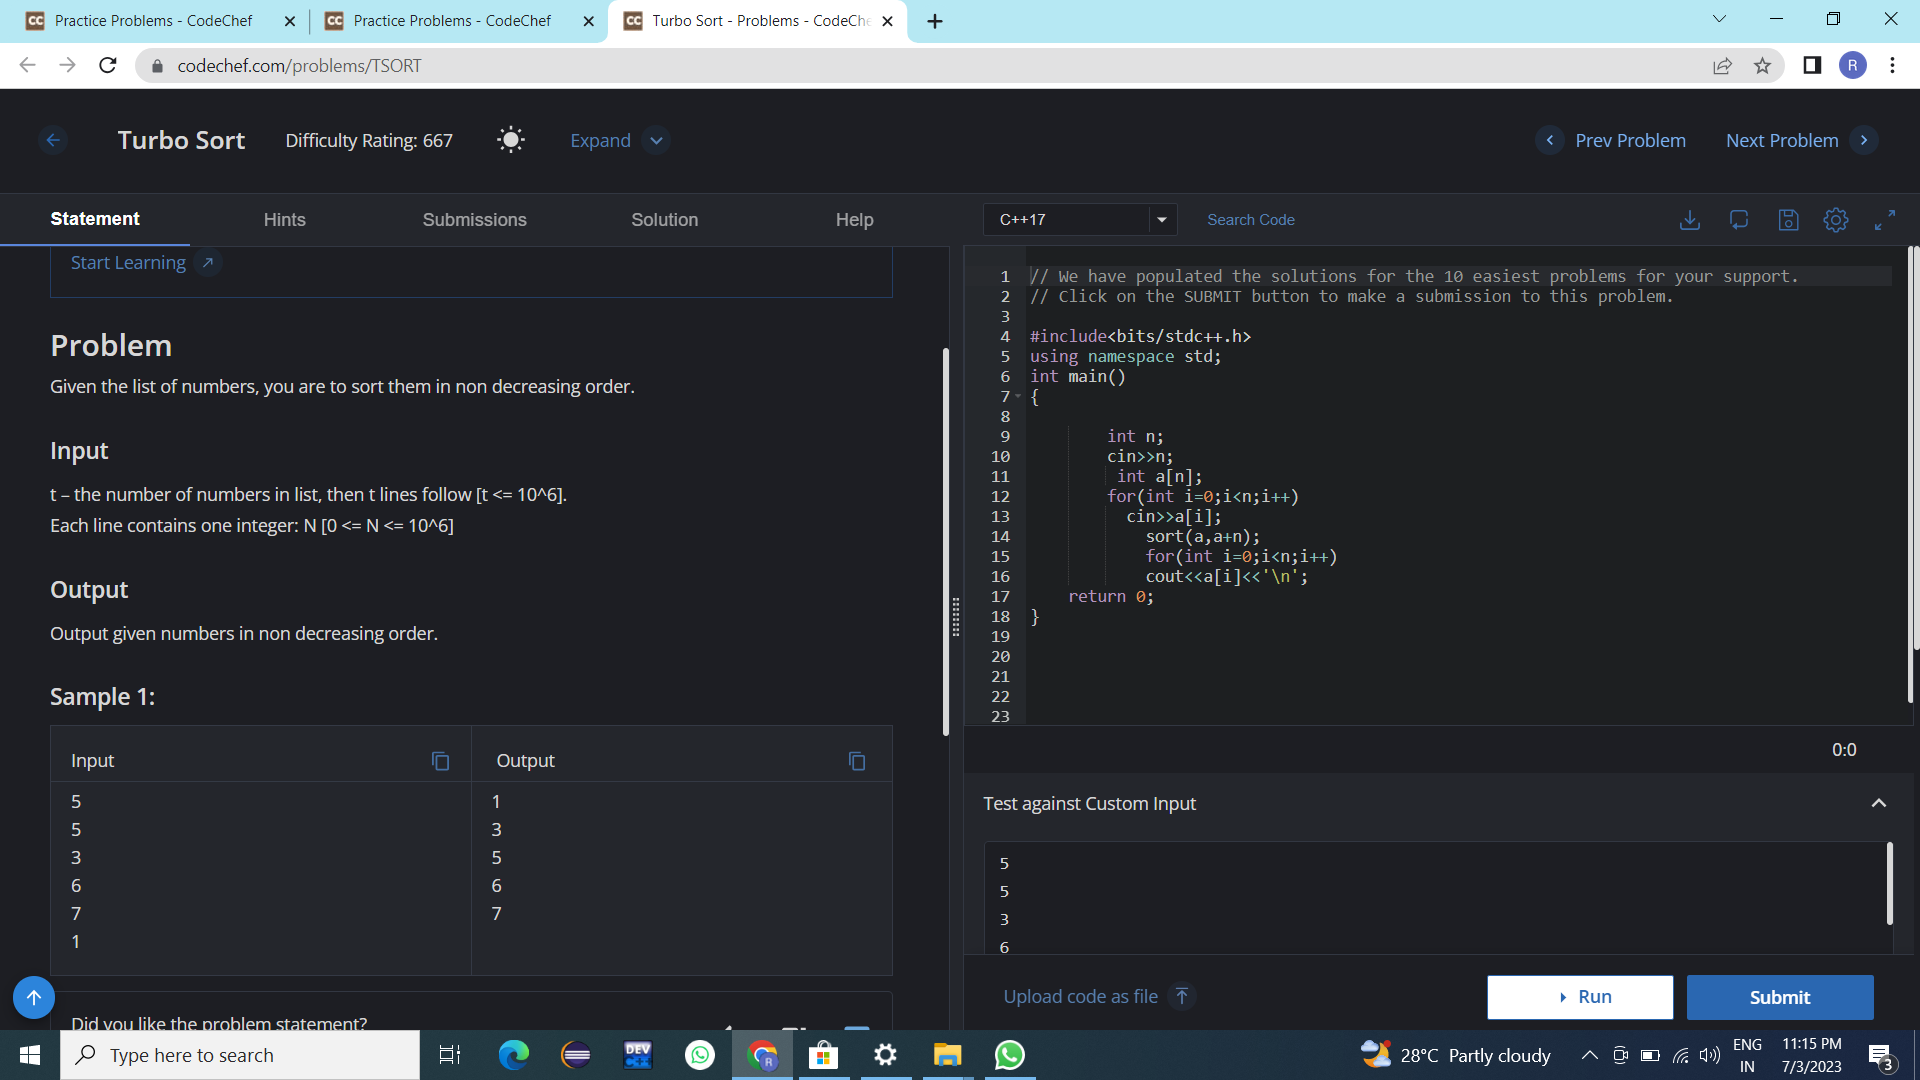 Practice Problems - CodeChef
Practice Problems - CodeChef
Turbo Sort - Problems - CodeChe
codechef.com/problems/TSORT
R
Turbo Sort
Difficulty Rating: 667
Expand
Prev Problem
Next Problem
Statement
Hints
Submissions
Solution
Help
Start Learning
Problem
Given the list of numbers, you are to sort them in non decreasing order.
Input
t – the number of numbers in list, then t lines follow [t <= 10^6].
Each line contains one integer: N [0 <= N <= 10^6]
Output
Output given numbers in non decreasing order.
Sample 1:
Input
Output
5
5
3
6
7
1
1
3
5
6
7
Did you like the problem statement?
C++17
Search Code
1 // We have populated the solutions for the 10 easiest problems for your support.
2 // Click on the SUBMIT button to make a submission to this problem.
3
4 #include<bits/stdc++.h>
5 using namespace std;
6 int main()
7 {
8
9 int n;
10 cin>>n;
11 int a[n];
12 for(int i=0;i<n;i++)
13 cin>>a[i];
14 sort(a,a+n);
15 for(int i=0;i<n;i++)
16 cout<<a[i]<<'\n';
17 return 0;
18 }
19
20
21
22
23
0:0
Test against Custom Input
5
5
3
6
Upload code as file
Run
Submit
Type here to search
DEV
C++
R
28°C Partly cloudy
ENG
IN
11:15 PM
7/3/2023
3